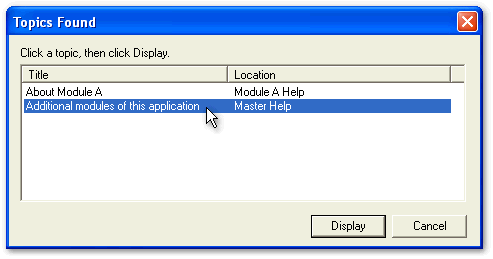 Topics Found
Click a topic, then click Display.
Title Location
About Module A Module A Help
Additional modules of this application Master Help
Display Cancel